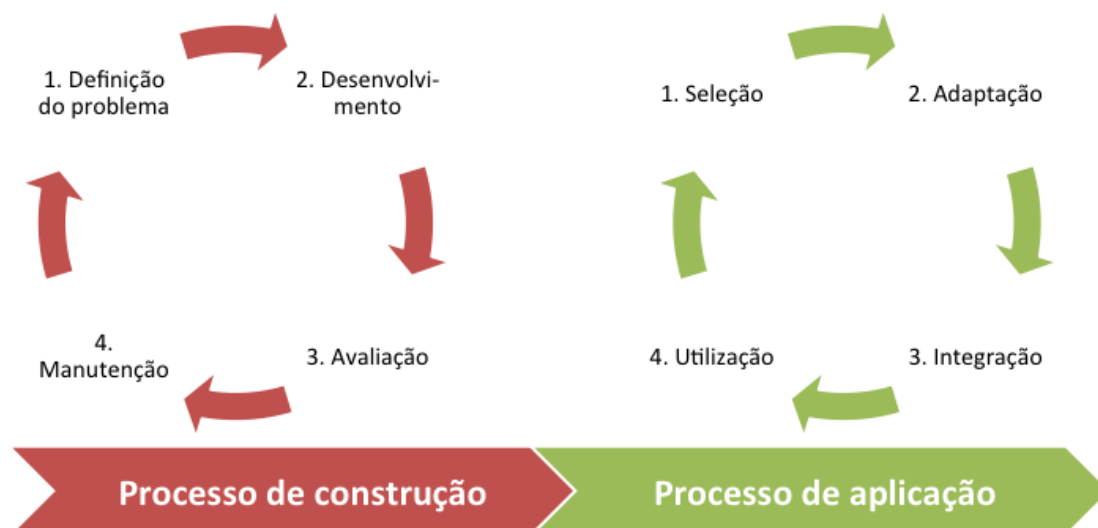 1. Definição
do problema
2. Desenvolvi-
mento
3. Avaliação
4.
Manutenção
1. Seleção
2. Adaptação
3. Integração
4. Utilização
Processo de construção
Processo de aplicação